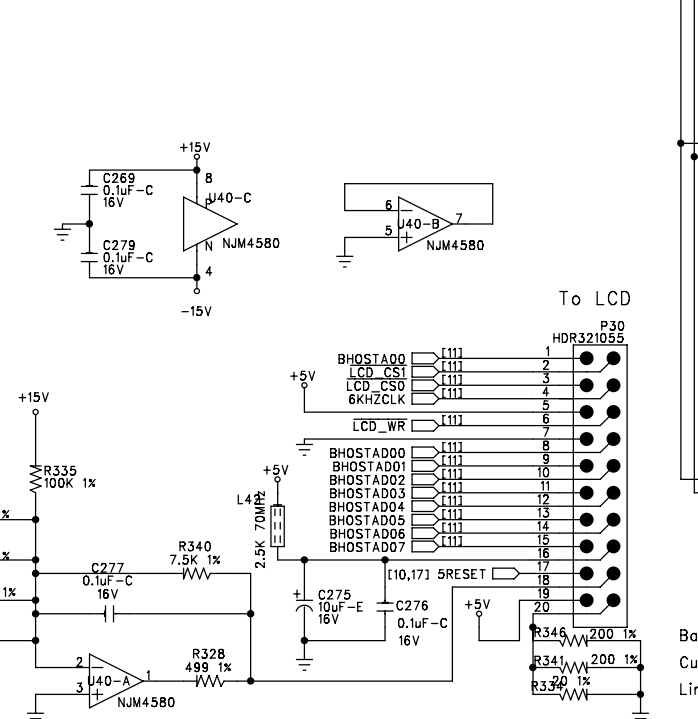 +15V
8
C269
0.1uF-C
16V
P
U40-C
6
7
5
U40-B
NJM4580
C279
0.1uF-C
16V
N
NJM4580
4
-15V
To LCD
P30
HDR321055
BHOSTA00 [11] 1
LCD_CS1 [11] 2
LCD_CS0 [11] 3
6KHZCLK [11] 4
+5V
5
LCD_WR [11] 6
7
BHOSTAD00 [11] 8
BHOSTAD01 [11] 9
BHOSTAD02 [11] 10
BHOSTAD03 [11] 11
BHOSTAD04 [11] 12
BHOSTAD05 [11] 13
BHOSTAD06 [11] 14
BHOSTAD07 [11] 15
16
[10,17] 5RESET 17
18
+5V
19
20
+15V
R335
100K 1%
+5V
2.5K 70MHz
%
%
1%
R340
7.5K 1%
C277
0.1uF-C
16V
+
C275
10uF-E
16V
C276
0.1uF-C
16V
2
3
1
U40-A
NJM4580
R328
499 1%
R346 200 1%
R341 200 1%
R334 20 1%
Ba
Cu
Lir